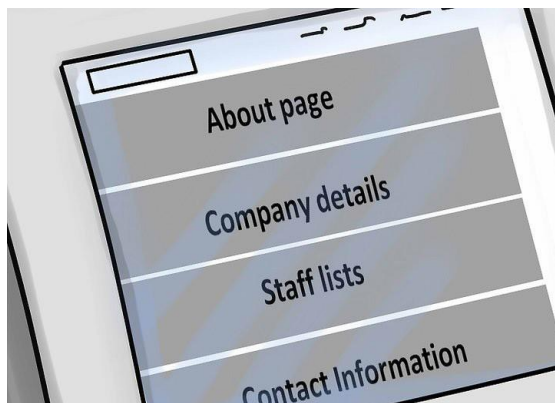 About page
Company details
Staff lists
Contact Information